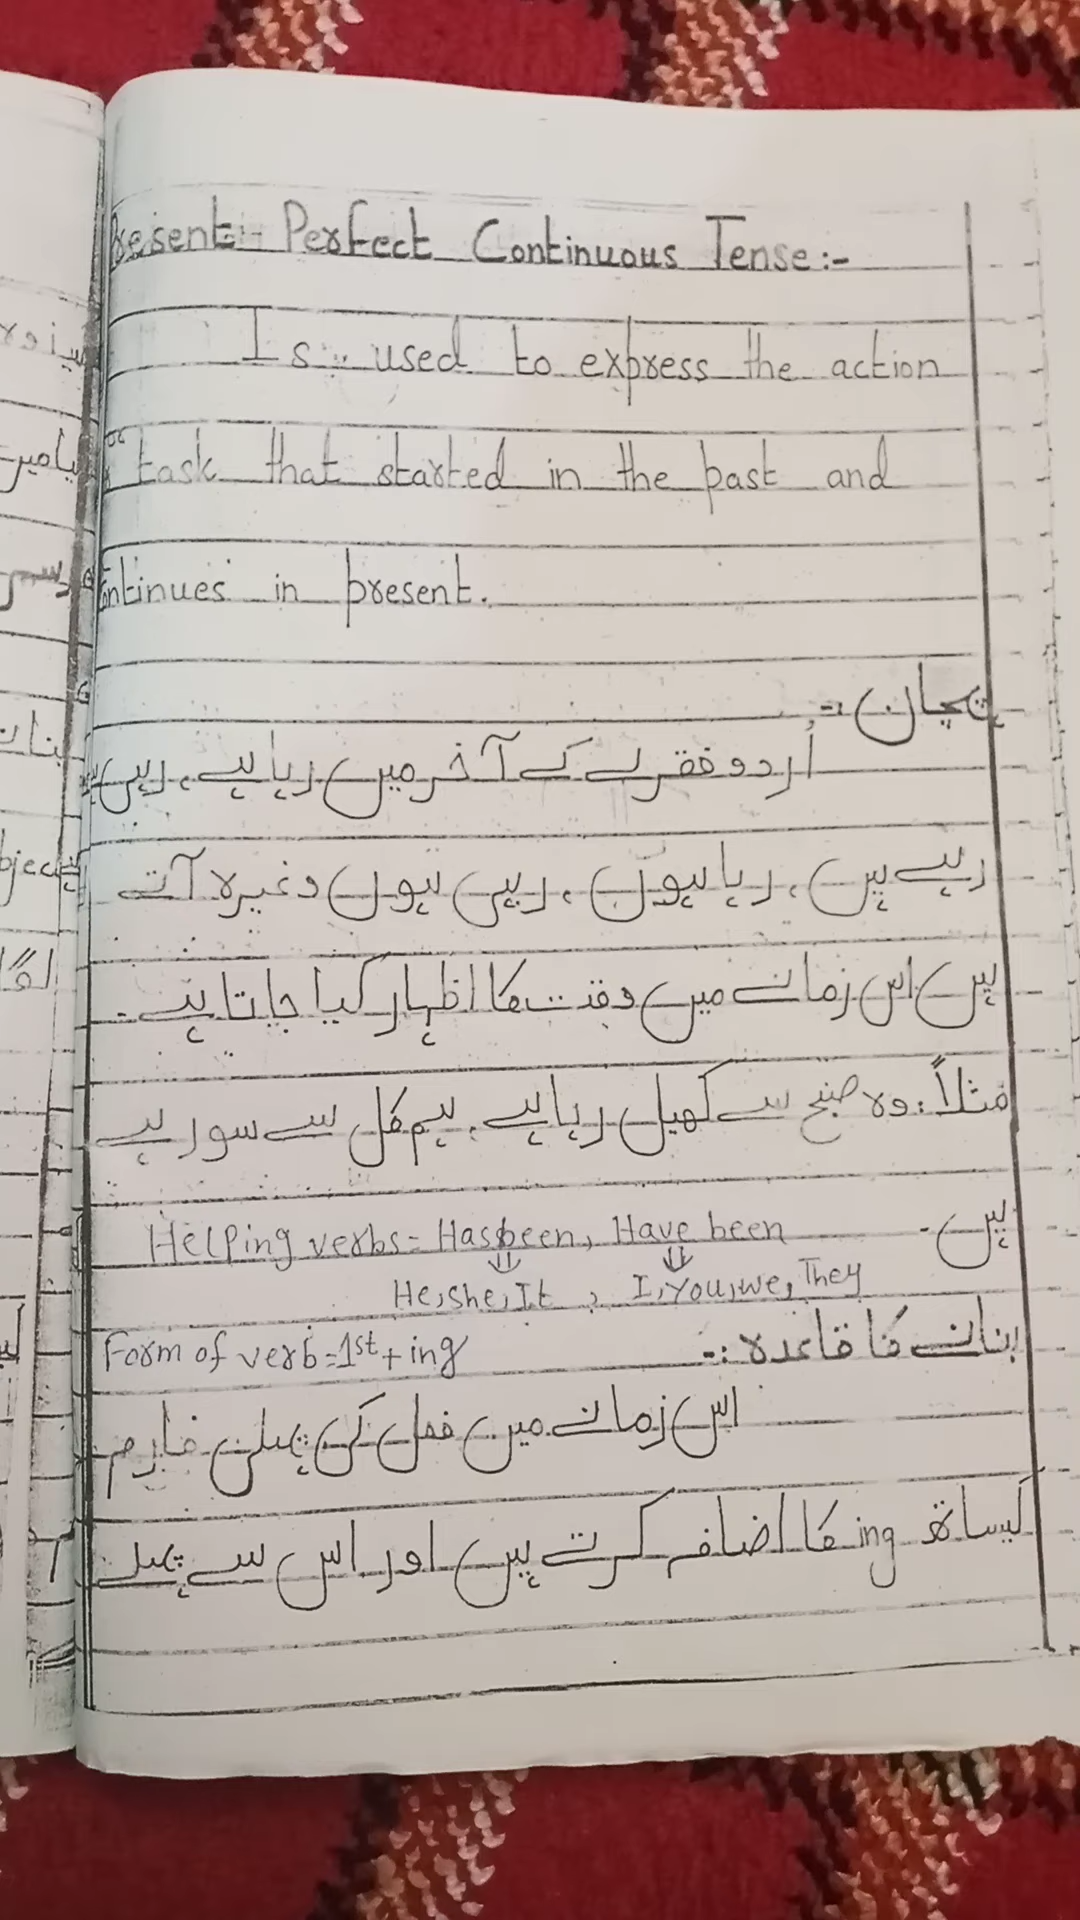 Present:- Perfect Continuous Tense:-
Is used to express the action
or task that started in the past and
continues in present.
پہچان:-
اُردو فقرے کے آخر میں رہا ہے، رہی ہے
رہے ہیں، رہا ہوں، رہی ہوں وغیرہ آتے
ہیں اس زمانے میں وقت کا اظہار کیا جاتا ہے۔
مثلاً: وہ صبح سے کھیل رہا ہے۔ ہم کل سے سو رہے
ہیں۔
Helping verbs = Has been, Have been
He, she, It , I, You, we, They
بنانے کا قاعدہ:-
Form of verb = 1st + ing
اس زمانے میں فعل کی پہلی فارم
کیساتھ ing کا اضافہ کرتے ہیں اور اس سے پہلے